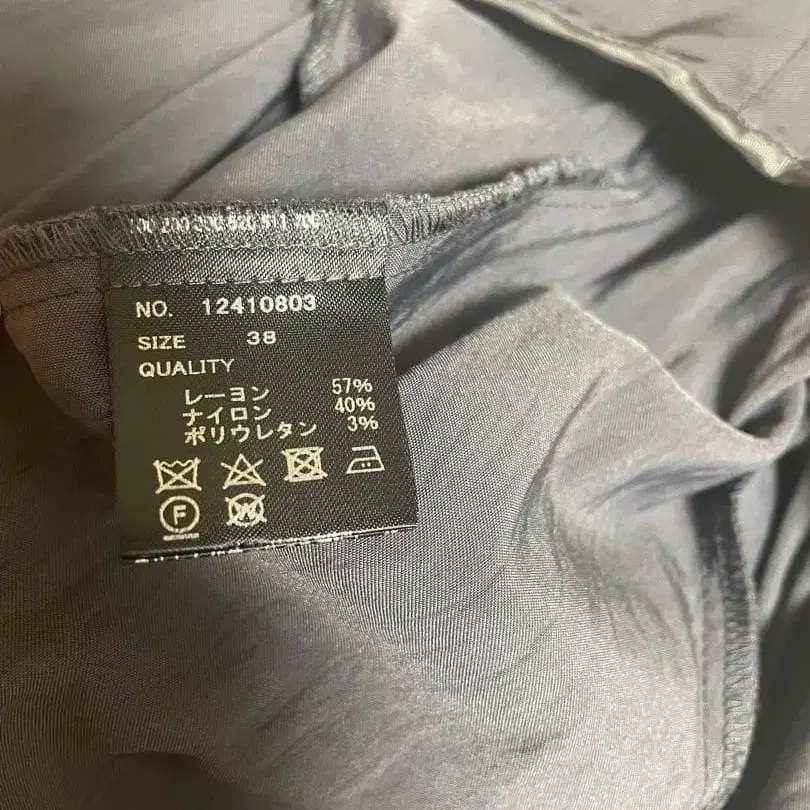 NO. 12410803
SIZE 38
QUALITY
レーヨン 57%
ナイロン 40%
ポリウレタン 3%
F
W